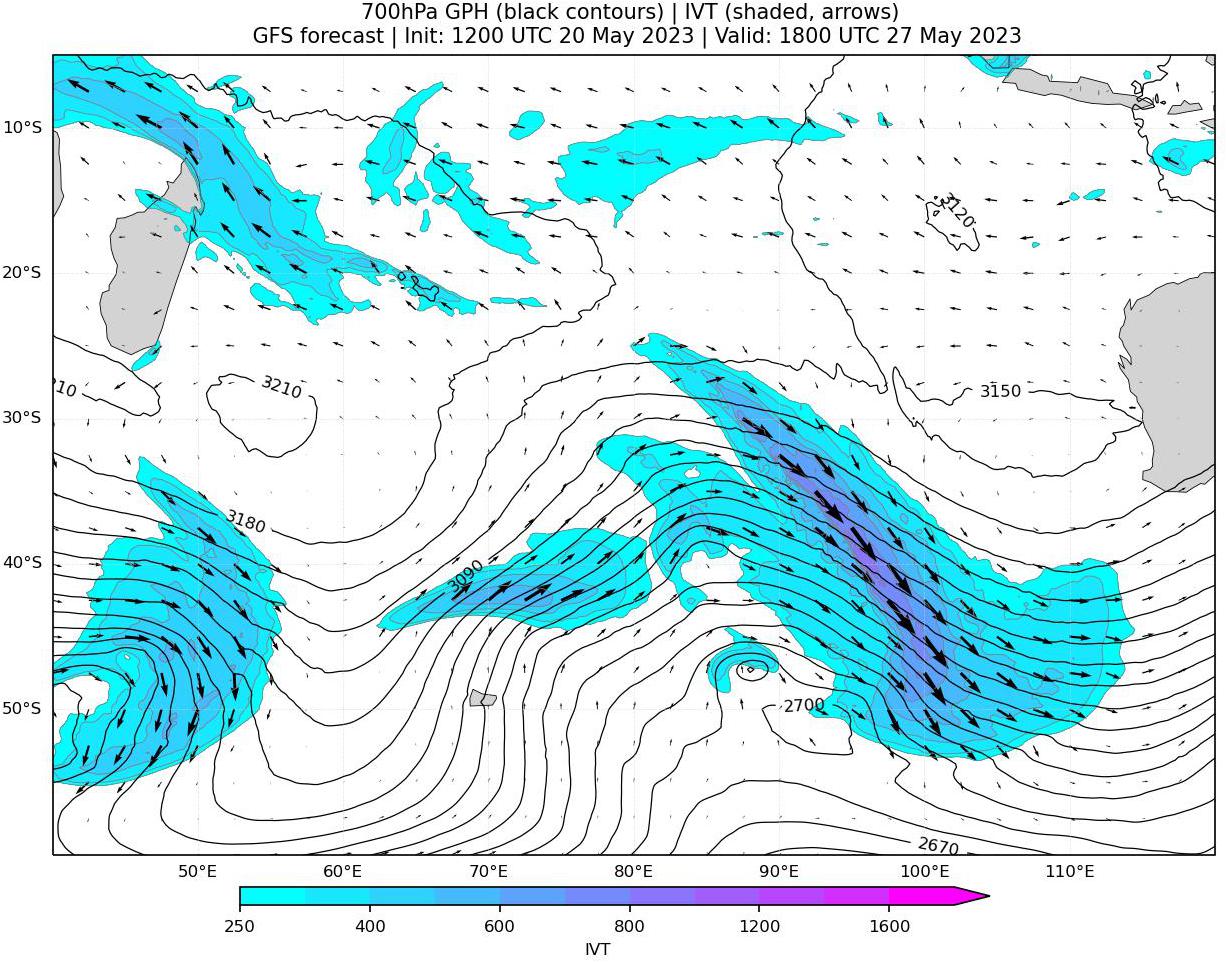 700hPa GPH (black contours) | IVT (shaded, arrows)
GFS forecast | Init: 1200 UTC 20 May 2023 | Valid: 1800 UTC 27 May 2023
10°S
3120
20°S
10
3210
3150
30°S
3180
40°S
3090
50°S
2700
2670
50°E 60°E 70°E 80°E 90°E 100°E 110°E
250 400 600 800 1200 1600
IVT